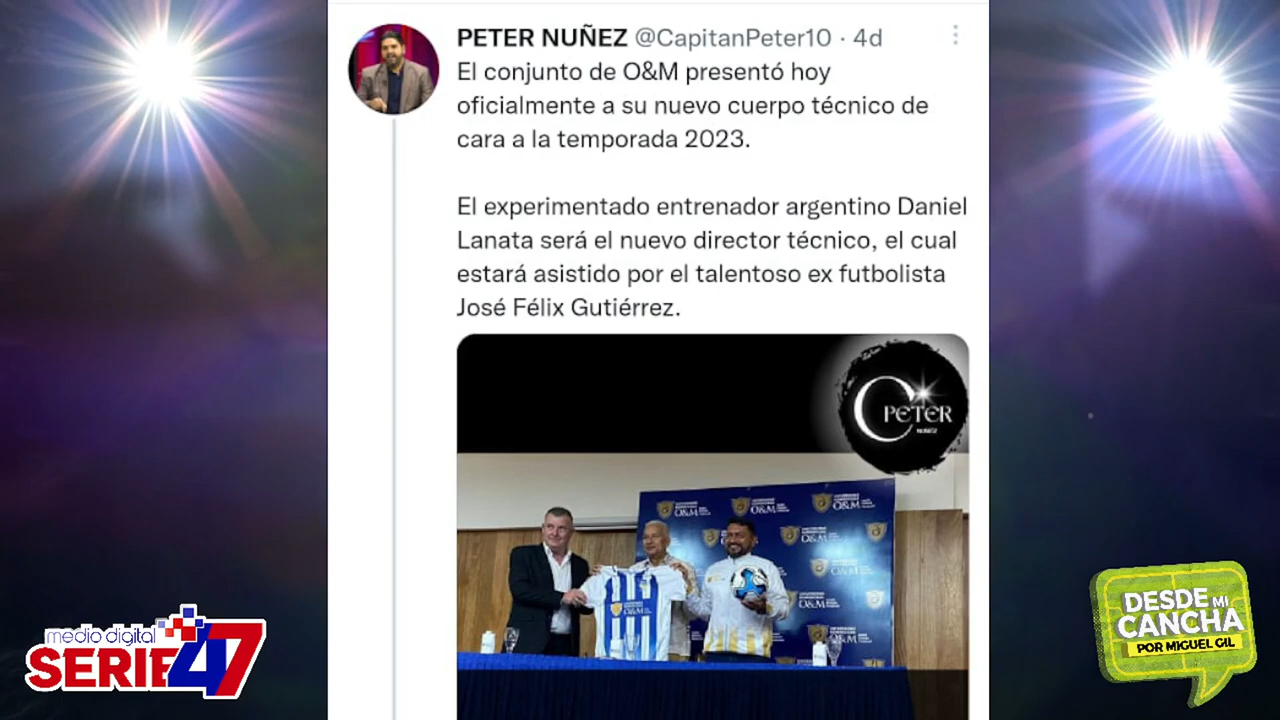 PETER NUÑEZ @CapitanPeter10 · 4d
El conjunto de O&M presentó hoy
oficialmente a su nuevo cuerpo técnico de
cara a la temporada 2023.
El experimentado entrenador argentino Daniel
Lanata será el nuevo director técnico, el cual
estará asistido por el talentoso ex futbolista
José Félix Gutiérrez.
C PETER
O&M
O&M
O&M
O&M
O&M
O&M
medio digital
SERIE 47
DESDE MI
CANCHA
POR MIGUEL GIL